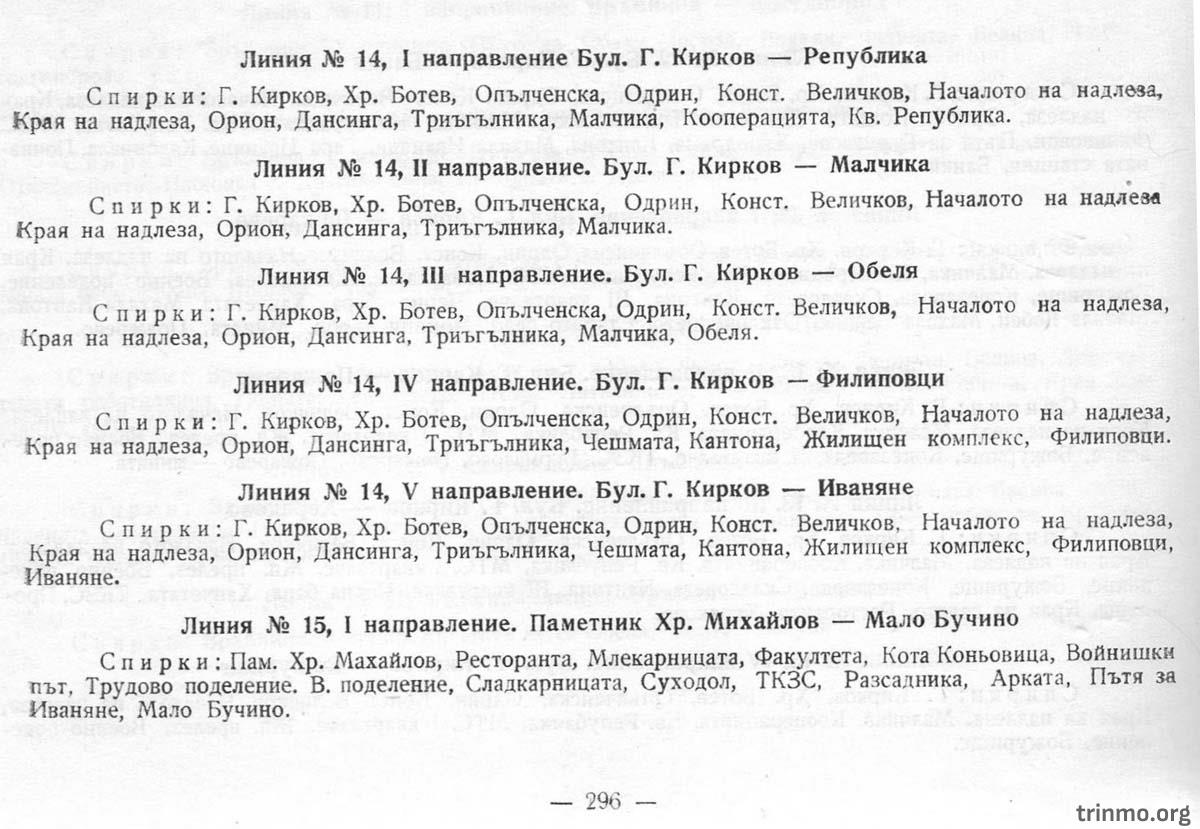 Линия № 14, I направление Бул. Г. Кирков — Република
Спирки: Г. Кирков, Хр. Ботев, Опълченска, Одрин, Конст. Величков, Началото на надлеза,
Края на надлеза, Орион, Дансинга, Триъгълника, Малчика, Кооперацията, Кв. Република.
Линия № 14, II направление. Бул. Г. Кирков — Малчика
Спирки: Г. Кирков, Хр. Ботев, Опълченска, Одрин, Конст. Величков, Началото на надлеза
Края на надлеза, Орион, Дансинга, Триъгълника, Малчика.
Линия № 14, III направление. Бул. Г. Кирков — Обеля
Спирки: Г. Кирков, Хр. Ботев, Опълченска, Одрин, Конст. Величков, Началото на надлеза,
Края на надлеза, Орион, Дансинга, Триъгълника, Малчика, Обеля.
Линия № 14, IV направление. Бул. Г. Кирков — Филиповци
Спирки: Г. Кирков, Хр. Ботев, Опълченска, Одрин, Конст. Величков, Началото на надлеза,
Края на надлеза, Орион, Дансинга, Триъгълника, Чешмата, Кантона, Жилищен комплекс, Филиповци.
Линия № 14, V направление. Бул. Г. Кирков — Иваняне
Спирки: Г. Кирков, Хр. Ботев, Опълченска, Одрин, Конст. Величков, Началото на надлеза,
Края на надлеза, Орион, Дансинга, Триъгълника, Чешмата, Кантона, Жилищен комплекс, Филиповци,
Иваняне.
Линия № 15, I направление. Паметник Хр. Михайлов — Мало Бучино
Спирки: Пам. Хр. Махайлов, Ресторанта, Млекарницата, Факултета, Кота Коньовица, Войнишки
път, Трудово поделение. В. поделение, Сладкарницата, Суходол, ТКЗС, Разсадника, Арката, Пътя за
Иваняне, Мало Бучино.
— 296 —
trinmo.org